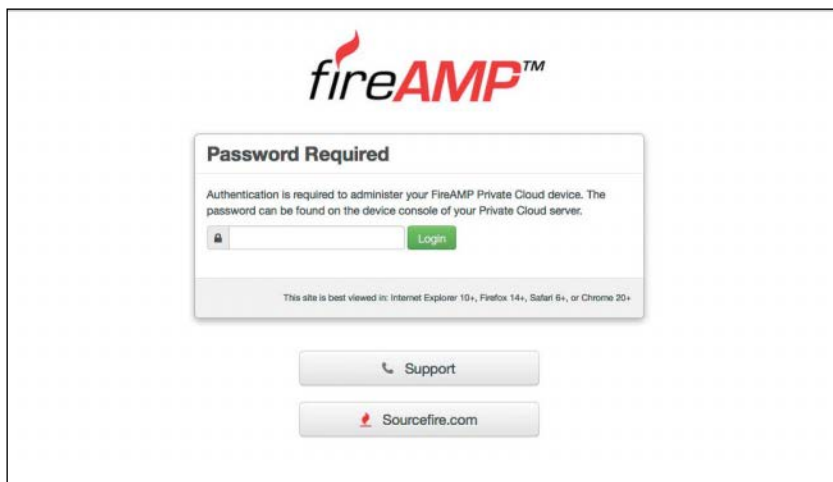 fireAMP™
Password Required
Authentication is required to administer your FireAMP Private Cloud device. The
password can be found on the device console of your Private Cloud server.
Login
This site is best viewed in: Internet Explorer 10+, Firefox 14+, Safari 6+, or Chrome 20+
Support
Sourcefire.com